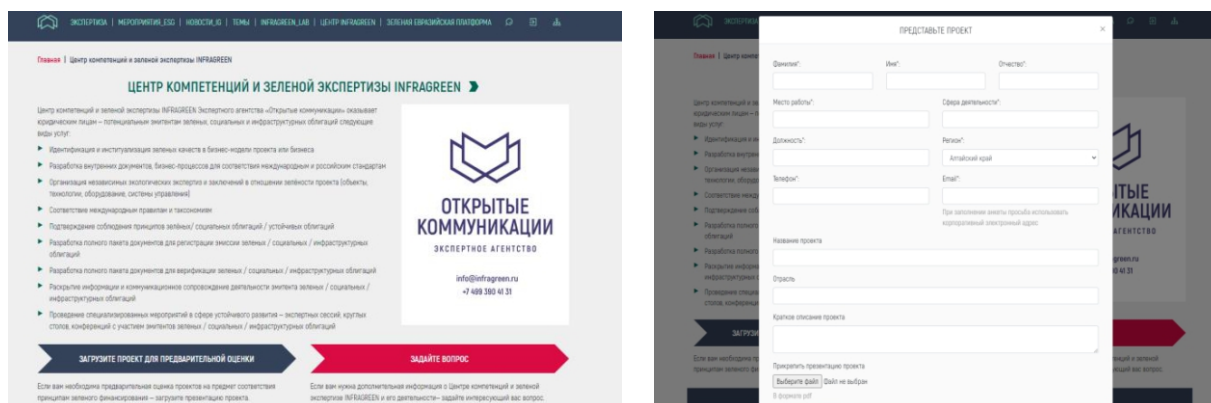 ЭКСПЕРТИЗА | МЕРОПРИЯТИЯ_ESG | НОВОСТИ_IG | ТЕМЫ | INFRAGREEN_LAB | ЦЕНТР INFRAGREEN | ЗЕЛЕНАЯ ЕВРАЗИЙСКАЯ ПЛАТФОРМА
Главная | Центр компетенций и зеленой экспертизы INFRAGREEN
ЦЕНТР КОМПЕТЕНЦИЙ И ЗЕЛЕНОЙ ЭКСПЕРТИЗЫ INFRAGREEN
Центр компетенций и зеленой экспертизы INFRAGREEN Экспертного агентства «Открытые коммуникации» оказывает
юридическим лицам – потенциальным эмитентам зеленых, социальных и инфраструктурных облигаций следующие
виды услуг:
Идентификация и институализация зеленых качеств в бизнес-модели проекта или бизнеса
Разработка внутренних документов, бизнес-процессов для соответствия международным и российским стандартам
Организация независимых экологических экспертиз и заключений в отношении зелёности проекта (объекты,
технологии, оборудование, системы управления)
Соответствие международным правилам и таксономиям
Подтверждение соблюдения принципов зелёных/ социальных облигаций / устойчивых облигаций
Разработка полного пакета документов для регистрации эмиссии зеленых / социальных / инфраструктурных
облигаций
Разработка полного пакета документов для верификации зеленых / социальных / инфраструктурных облигаций
Раскрытие информации и коммуникационное сопровождение деятельности эмитента зеленых / социальных /
инфраструктурных облигаций
Проведение специализированных мероприятий в сфере устойчивого развития – экспертных сессий, круглых
столов, конференций с участием эмитентов зеленых / социальных / инфраструктурных облигаций
ОТКРЫТЫЕ
КОММУНИКАЦИИ
ЭКСПЕРТНОЕ АГЕНТСТВО
info@infragreen.ru
+7 499 390 41 31
ЗАГРУЗИТЕ ПРОЕКТ ДЛЯ ПРЕДВАРИТЕЛЬНОЙ ОЦЕНКИ
ЗАДАЙТЕ ВОПРОС
Если вам необходима предварительная оценка проектов на предмет соответствия
принципам зеленого финансирования – загрузите презентацию проекта.
Если вам нужна дополнительная информация о Центре компетенций и зеленой
экспертизе INFRAGREEN и его деятельности– задайте интересующий вас вопрос.
ПРЕДСТАВЬТЕ ПРОЕКТ
Фамилия*:
Имя*:
Отчество*:
Место работы*:
Сфера деятельности*:
Должность*:
Регион*:
Алтайский край
Телефон*:
Email*:
При заполнении анкеты просьба использовать
корпоративный электронный адрес
Название проекта
Отрасль
Краткое описание проекта
Прикрепить презентацию проекта
Выберите файл Файл не выбран
В формате pdf